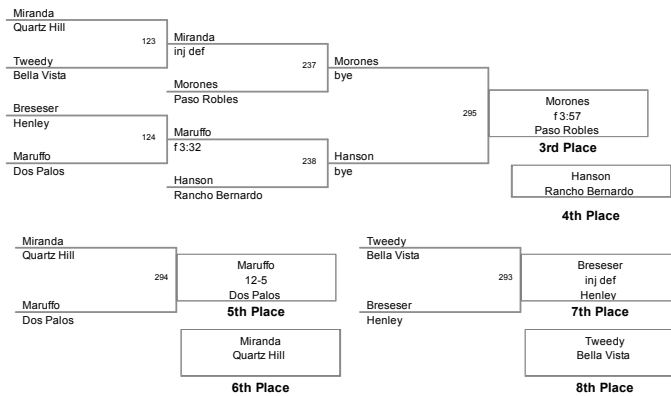 Miranda
Quartz Hill
123
Miranda
inj def
Tweedy
Bella Vista
237
Morones
bye
Morones
Paso Robles
Breseser
Henley
295
Morones
f 3:57
Paso Robles
3rd Place
124
Maruffo
f 3:32
Maruffo
Dos Palos
238
Hanson
bye
Hanson
Rancho Bernardo
Hanson
Rancho Bernardo
4th Place
Miranda
Quartz Hill
294
Maruffo
12-5
Dos Palos
5th Place
Maruffo
Dos Palos
Miranda
Quartz Hill
6th Place
Tweedy
Bella Vista
293
Breseser
inj def
Henley
7th Place
Breseser
Henley
Tweedy
Bella Vista
8th Place